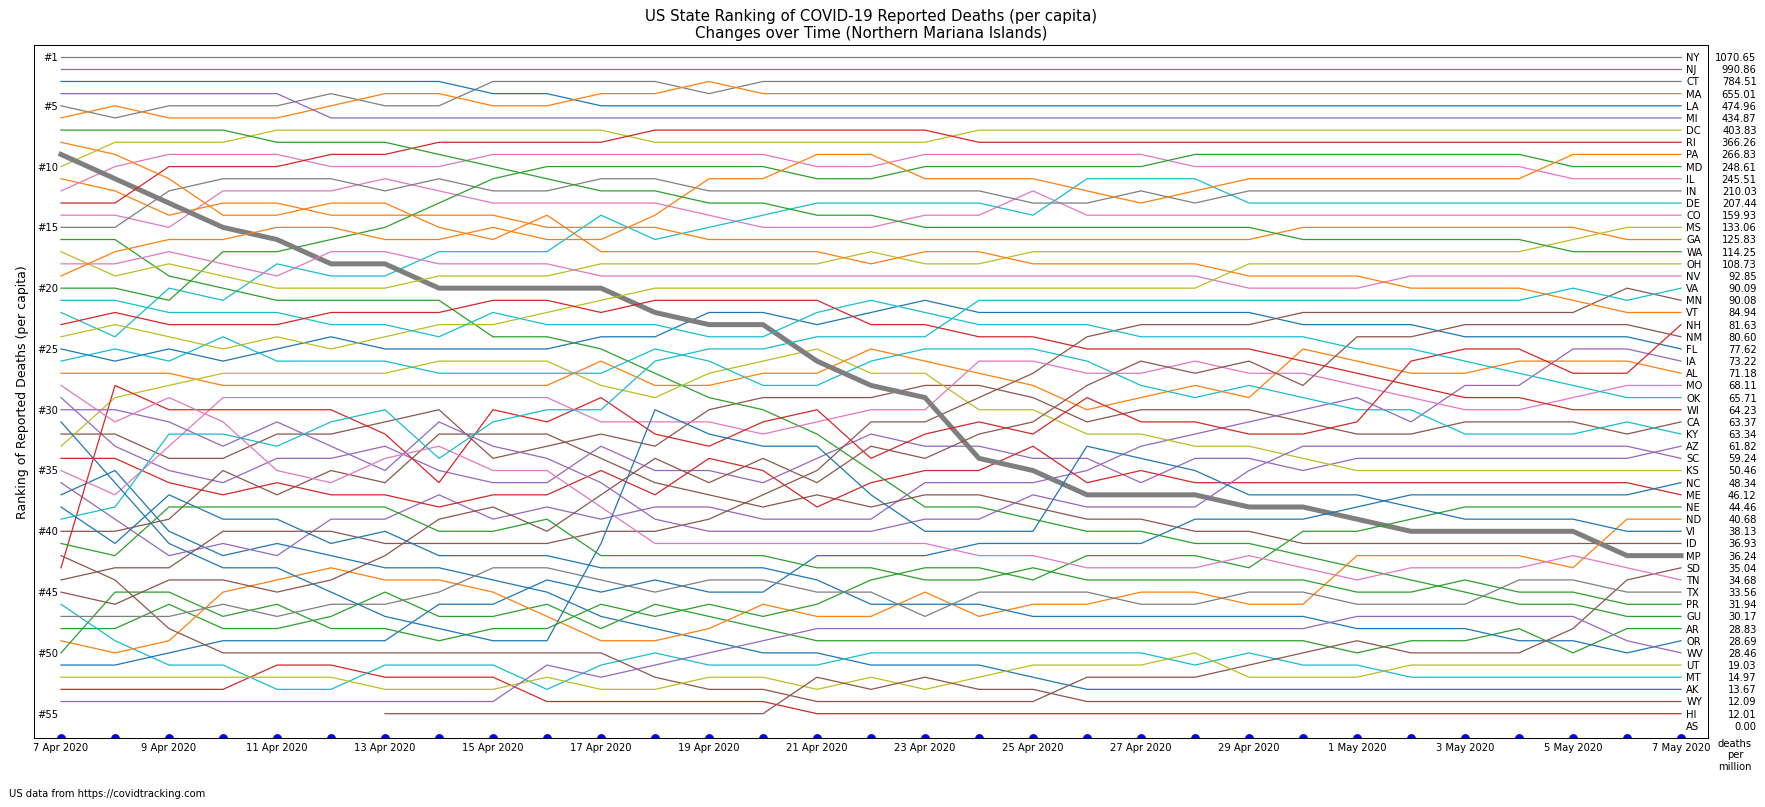 US State Ranking of COVID-19 Reported Deaths (per capita)
Changes over Time (Northern Mariana Islands)
Ranking of Reported Deaths (per capita)
#1
#5
#10
#15
#20
#25
#30
#35
#40
#45
#50
#55
NY 1070.65
NJ 990.86
CT 784.51
MA 655.01
LA 474.96
MI 434.87
DC 403.83
RI 366.26
PA 266.83
MD 248.61
IL 245.51
IN 210.03
DE 207.44
CO 159.93
MS 133.06
GA 125.83
WA 114.25
OH 108.73
NV 92.85
VA 90.09
MN 90.08
VT 84.94
NH 81.63
NM 80.60
FL 77.62
IA 73.22
AL 71.18
MO 68.11
OK 65.71
WI 64.23
CA 63.37
KY 63.34
AZ 61.82
SC 59.24
KS 50.46
NC 48.34
ME 46.12
NE 44.46
ND 40.68
VI 38.13
ID 36.93
MP 36.24
SD 35.04
TN 34.68
TX 33.56
PR 31.94
GU 30.17
AR 28.83
OR 28.69
WV 28.46
UT 19.03
MT 14.97
AK 13.67
WY 12.09
HI 12.01
AS 0.00
7 Apr 2020 9 Apr 2020 11 Apr 2020 13 Apr 2020 15 Apr 2020 17 Apr 2020 19 Apr 2020 21 Apr 2020 23 Apr 2020 25 Apr 2020 27 Apr 2020 29 Apr 2020 1 May 2020 3 May 2020 5 May 2020 7 May 2020
deaths
per
million
US data from https://covidtracking.com